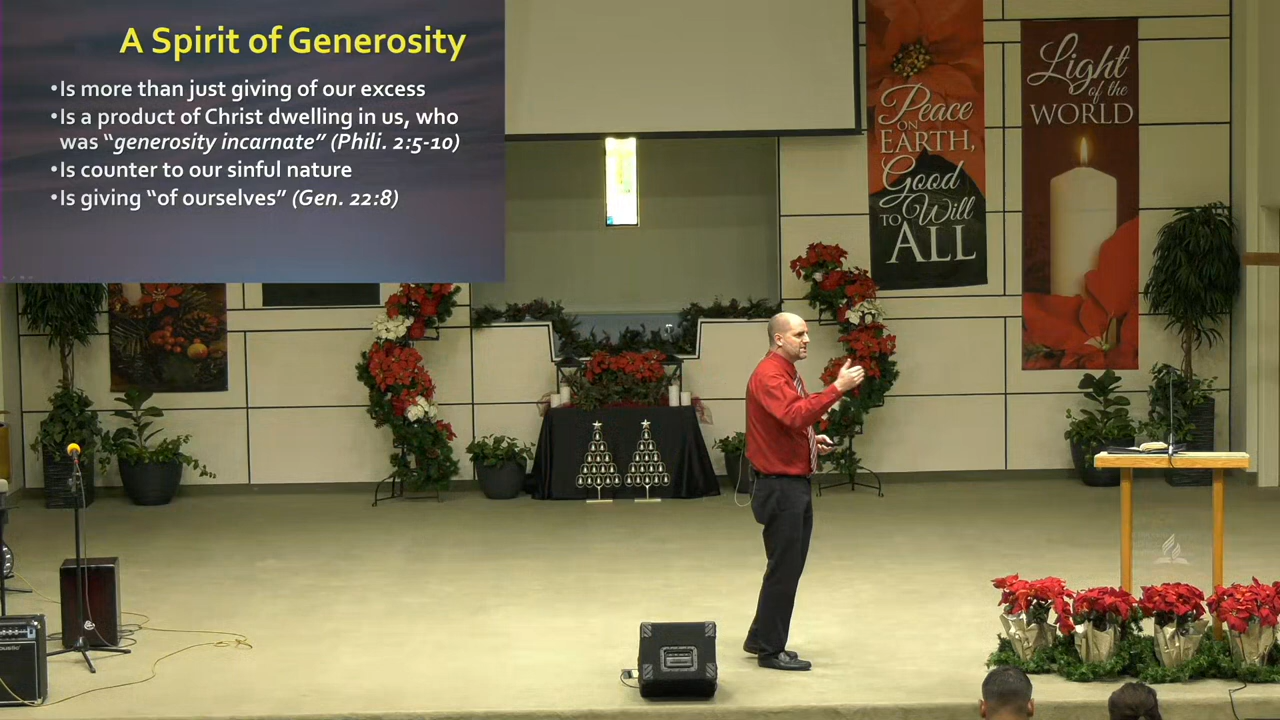 A Spirit of Generosity
•Is more than just giving of our excess
•Is a product of Christ dwelling in us, who
was “generosity incarnate” (Phili. 2:5-10)
•Is counter to our sinful nature
•Is giving “of ourselves” (Gen. 22:8)
Peace
ON
EARTH,
Good
TO Will
ALL
Light
of the
WORLD